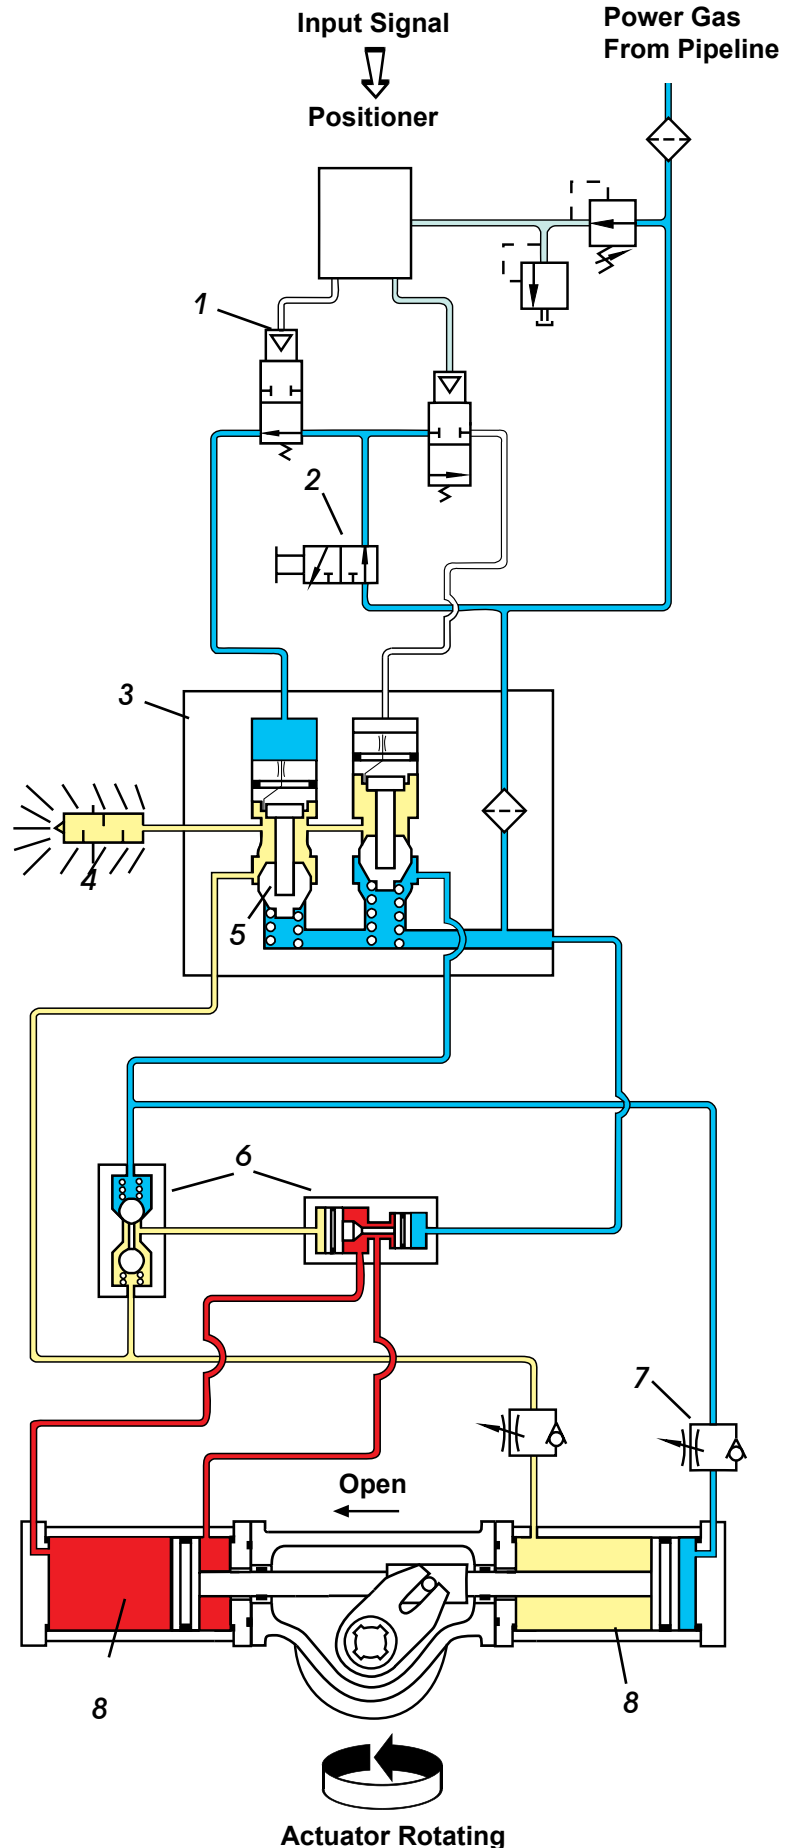 Input Signal
Power Gas
From Pipeline
Positioner
1
2
3
4
5
6
7
Open
8
8
Actuator Rotating